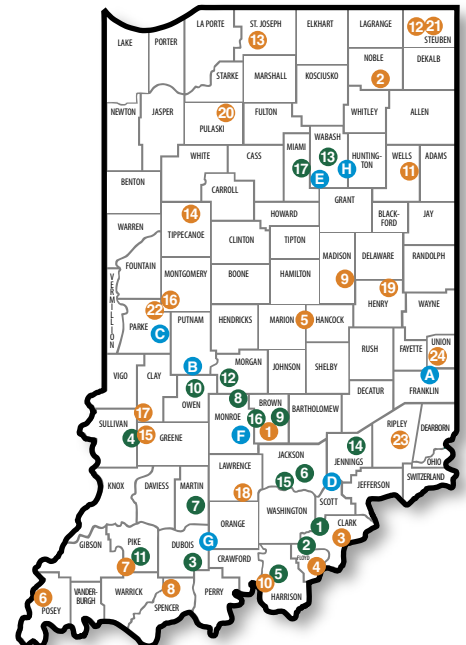 LA PORTE
ST. JOSEPH
ELKHART
LAGRANGE
12 21
STEUBEN
LAKE
PORTER
13
NOBLE
DEKALB
STARKE
MARSHALL
KOSCIUSKO
2
NEWTON
JASPER
20
PULASKI
FULTON
WHITLEY
ALLEN
MIAMI
WABASH
WHITE
CASS
17
13
E
H
HUNTING-
TON
WELLS
11
ADAMS
BENTON
CARROLL
GRANT
14
TIPPECANOE
HOWARD
BLACK-
FORD
JAY
WARREN
CLINTON
TIPTON
MADISON
DELAWARE
RANDOLPH
FOUNTAIN
MONTGOMERY
BOONE
HAMILTON
9
19
HENRY
VERMILLION
16
22
PARKE
C
PUTNAM
HENDRICKS
MARION
5
HANCOCK
WAYNE
RUSH
FAYETTE
UNION
24
B
MORGAN
JOHNSON
SHELBY
A
FRANKLIN
VIGO
CLAY
10
OWEN
12
8
DECATUR
SULLIVAN
17
4
15
GREENE
MONROE
F
BROWN
16
9
1
BARTHOLOMEW
RIPLEY
23
DEARBORN
OHIO
SWITZERLAND
JACKSON
6
15
14
JENNINGS
D
JEFFERSON
SCOTT
KNOX
DAVIESS
MARTIN
7
LAWRENCE
18
WASHINGTON
ORANGE
1
CLARK
3
GIBSON
PIKE
11
7
DUBOIS
3
G
CRAWFORD
2
FLOYD
4
5
10
HARRISON
6
POSEY
VANDER-
BURGH
WARRICK
8
SPENCER
PERRY